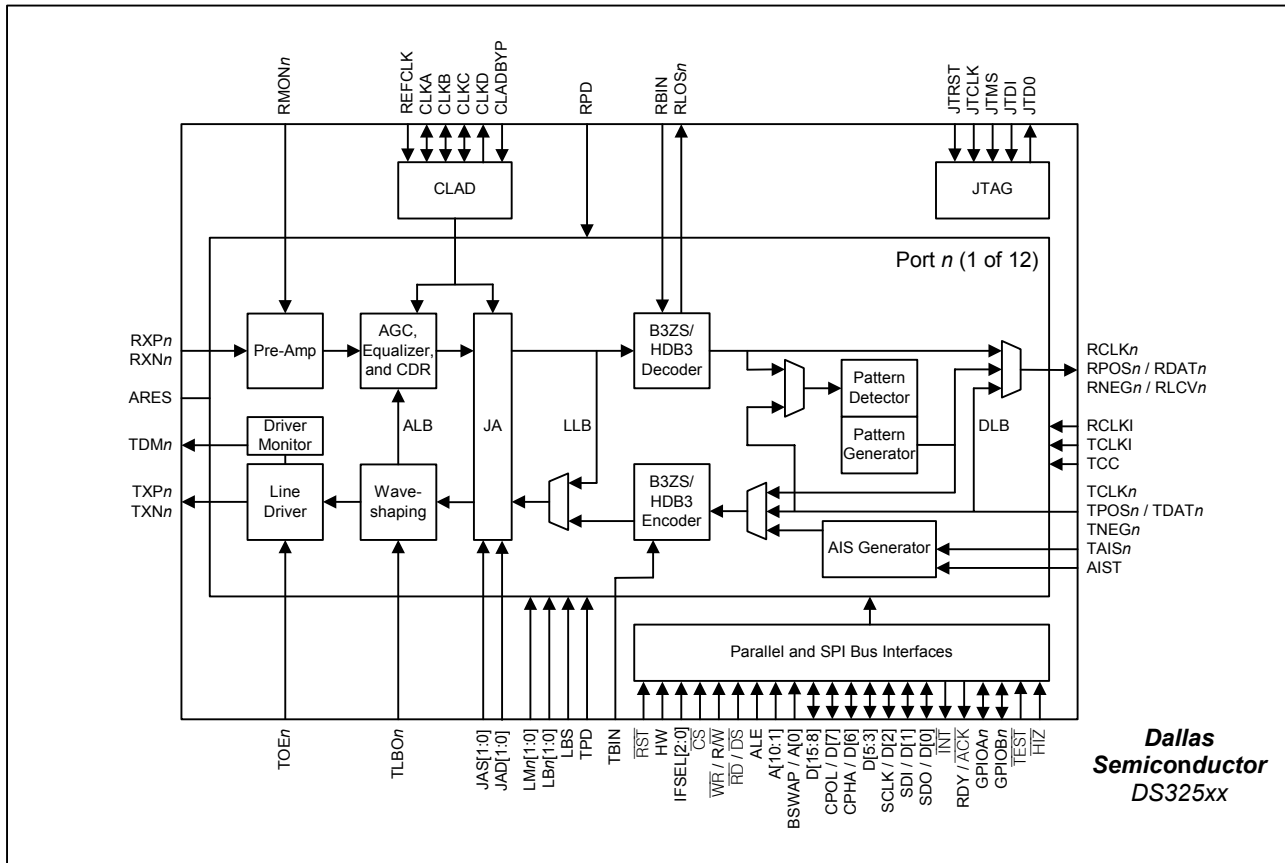 RMONn
REFCLK
CLKA
CLKB
CLKC
CLKD
CLADBYP
RPD
RBIN
RLOSn
JTRST
JTCLK
JTMS
JTDI
JTD0
CLAD
JTAG
Port n (1 of 12)
RXPn
RXNn
ARES
TDMn
TXPn
TXNn
Pre-Amp
AGC,
Equalizer,
and CDR
JA
B3ZS/
HDB3
Decoder
Pattern
Detector
Pattern
Generator
Driver
Monitor
ALB
LLB
DLB
Line
Driver
Wave-
shaping
B3ZS/
HDB3
Encoder
AIS Generator
RCLKn
RPOSn / RDATn
RNEGn / RLCVn
RCLKI
TCLKI
TCC
TCLKn
TPOSn / TDATn
TNEGn
TAISn
AIST
Parallel and SPI Bus Interfaces
TOEn
TLBOn
JAS[1:0]
JAD[1:0]
LMn[1:0]
LBn[1:0]
LBS
TPD
TBIN
RST
HW
IFSEL[2:0]
CS
WR / R/W
RD / DS
ALE
A[10:1]
BSWAP / A[0]
D[15:8]
CPOL / D[7]
CPHA / D[6]
D[5:3]
SCLK / D[2]
SDI / D[1]
SDO / D[0]
INT
RDY / ACK
GPIOAn
GPIOBn
TEST
HIZ
Dallas
Semiconductor
DS325xx